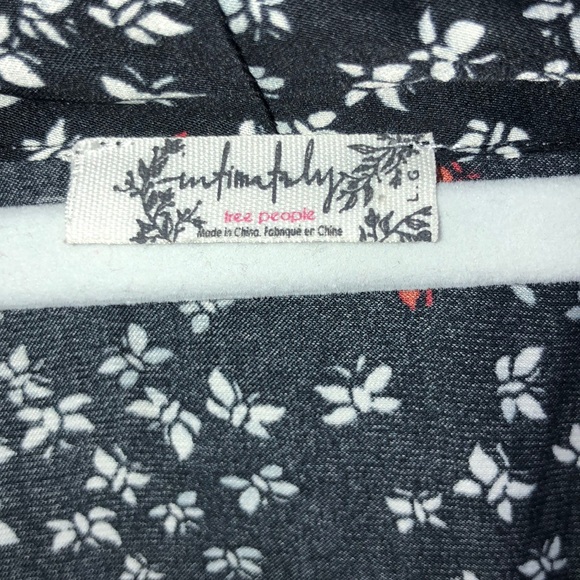 intimately
free people
Made in China. Fabriqué en Chine
L.G